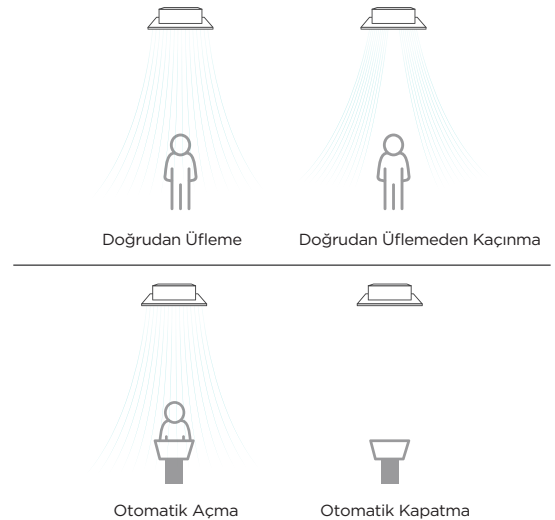 Doğrudan Üfleme
Doğrudan Üflemeden Kaçınma
Otomatik Açma
Otomatik Kapatma